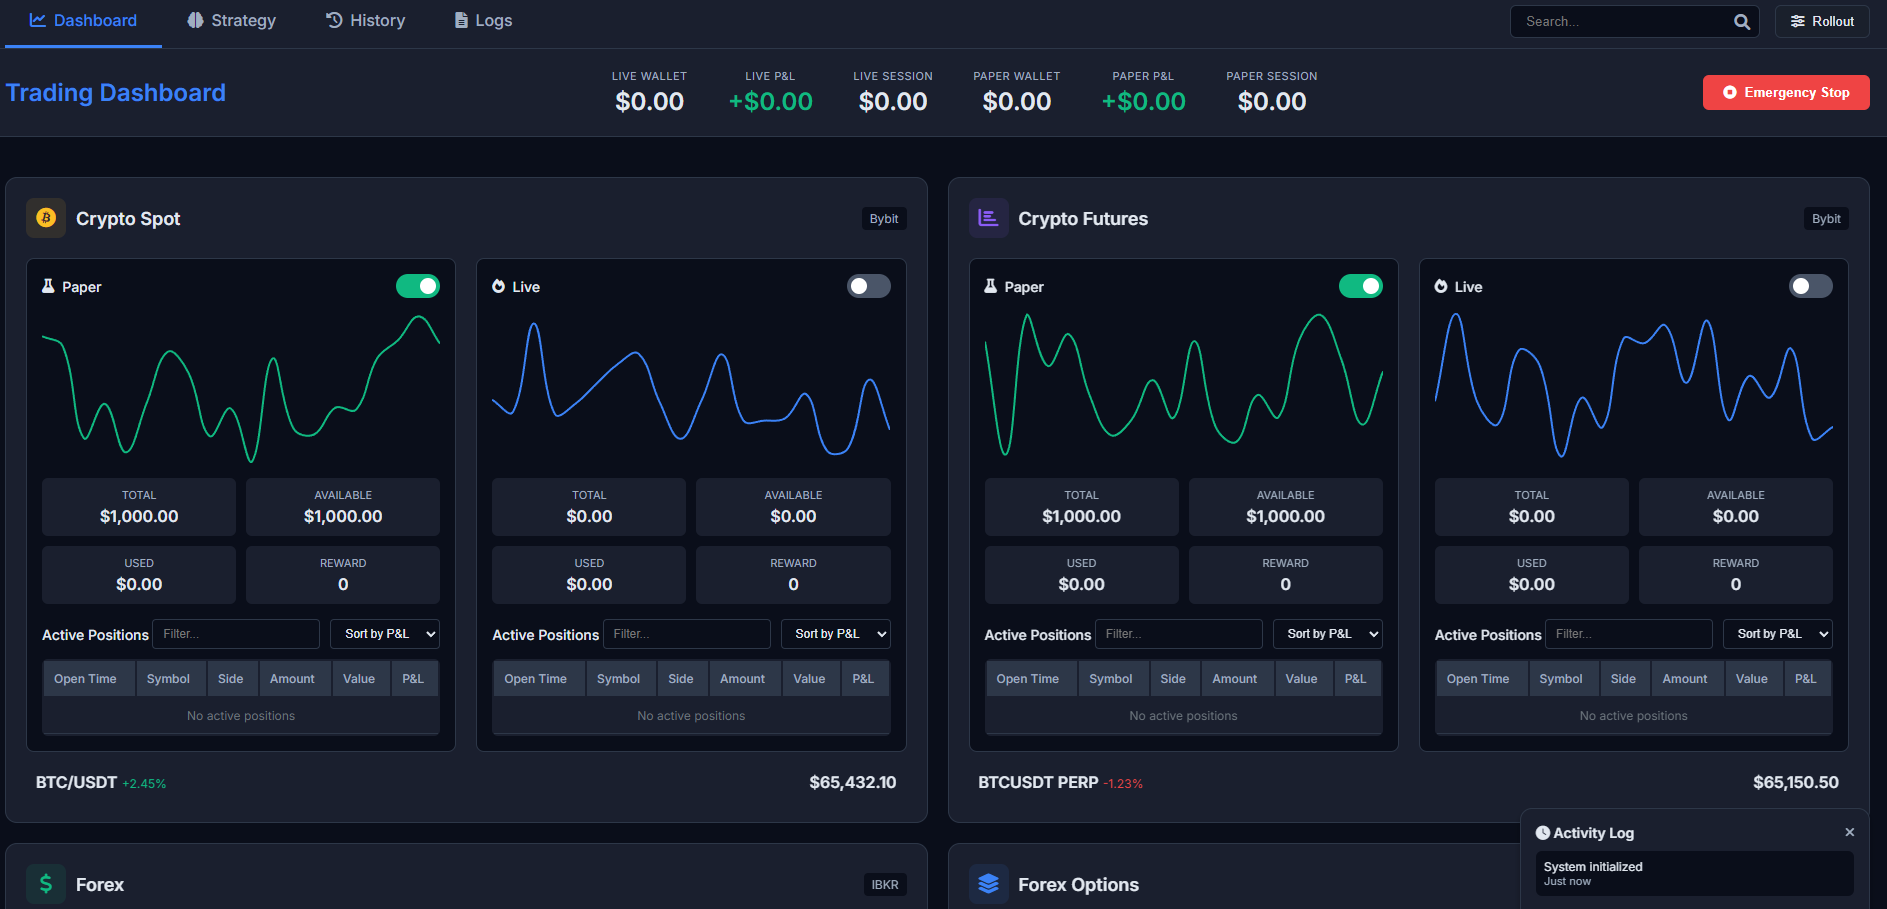 Dashboard Strategy History Logs Search... Rollout
LIVE WALLET LIVE P&L LIVE SESSION PAPER WALLET PAPER P&L PAPER SESSION
Trading Dashboard $0.00 +$0.00 $0.00 $0.00 +$0.00 $0.00 Emergency Stop
Crypto Spot Bybit
Paper
TOTAL AVAILABLE
$1,000.00 $1,000.00
USED REWARD
$0.00 0
Active Positions Filter... Sort by P&L
Open Time Symbol Side Amount Value P&L
No active positions
Live
TOTAL AVAILABLE
$0.00 $0.00
USED REWARD
$0.00 0
Active Positions Filter... Sort by P&L
Open Time Symbol Side Amount Value P&L
No active positions
BTC/USDT +2.45% $65,432.10
Crypto Futures Bybit
Paper
TOTAL AVAILABLE
$1,000.00 $1,000.00
USED REWARD
$0.00 0
Active Positions Filter... Sort by P&L
Open Time Symbol Side Amount Value P&L
No active positions
Live
TOTAL AVAILABLE
$0.00 $0.00
USED REWARD
$0.00 0
Active Positions Filter... Sort by P&L
Open Time Symbol Side Amount Value P&L
No active positions
BTCUSDT PERP -1.23% $65,150.50
Forex IBKR
Forex Options
Activity Log ×
System initialized
Just now